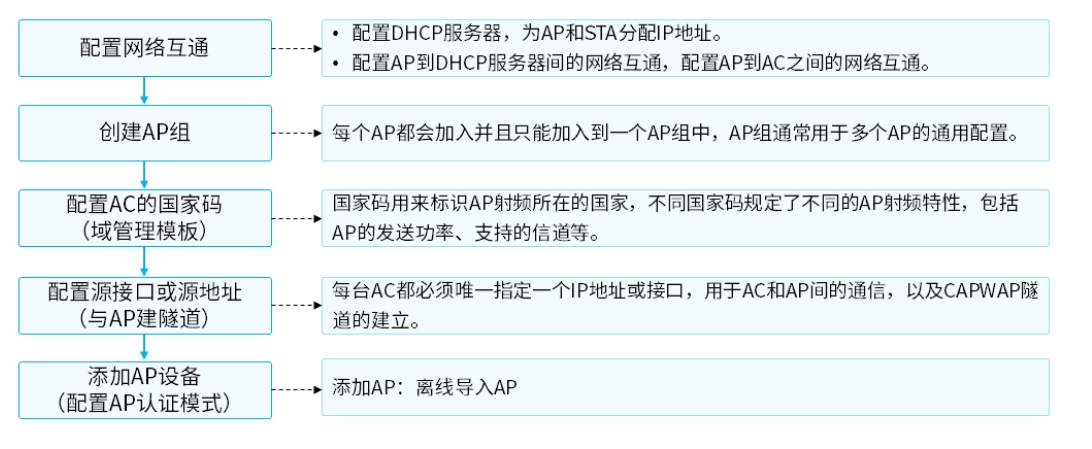 配置网络互通
• 配置DHCP服务器，为AP和STA分配IP地址。
• 配置AP到DHCP服务器间的网络互通，配置AP到AC之间的网络互通。
创建AP组
每个AP都会加入并且只能加入到一个AP组中，AP组通常用于多个AP的通用配置。
配置AC的国家码
（域管理模板）
国家码用来标识AP射频所在的国家，不同国家码规定了不同的AP射频特性，包括
AP的发送功率、支持的信道等。
配置源接口或源地址
（与AP建隧道）
每台AC都必须唯一指定一个IP地址或接口，用于AC和AP间的通信，以及CAPWAP隧
道的建立。
添加AP设备
（配置AP认证模式）
添加AP：离线导入AP